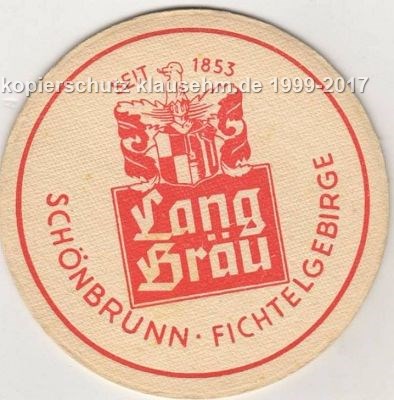 SEIT 1853
kopierschutz klausehm.de 1999-2017
Lang
Bräu
SCHÖNBRUNN · FICHTELGEBIRGE